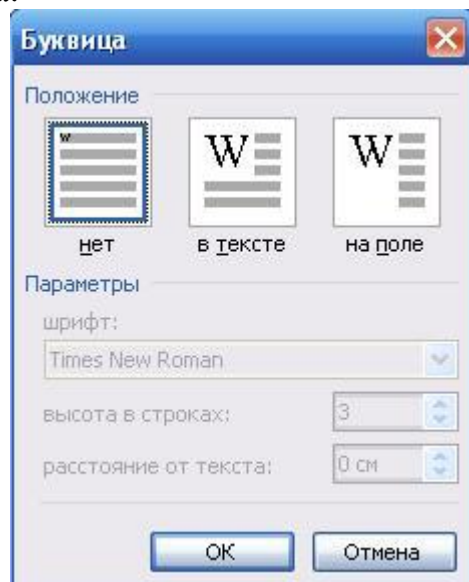 Буквица
Положение
W W W
нет в тексте на поле
Параметры
шрифт:
Times New Roman
высота в строках: 3
расстояние от текста: 0 см
ОК Отмена